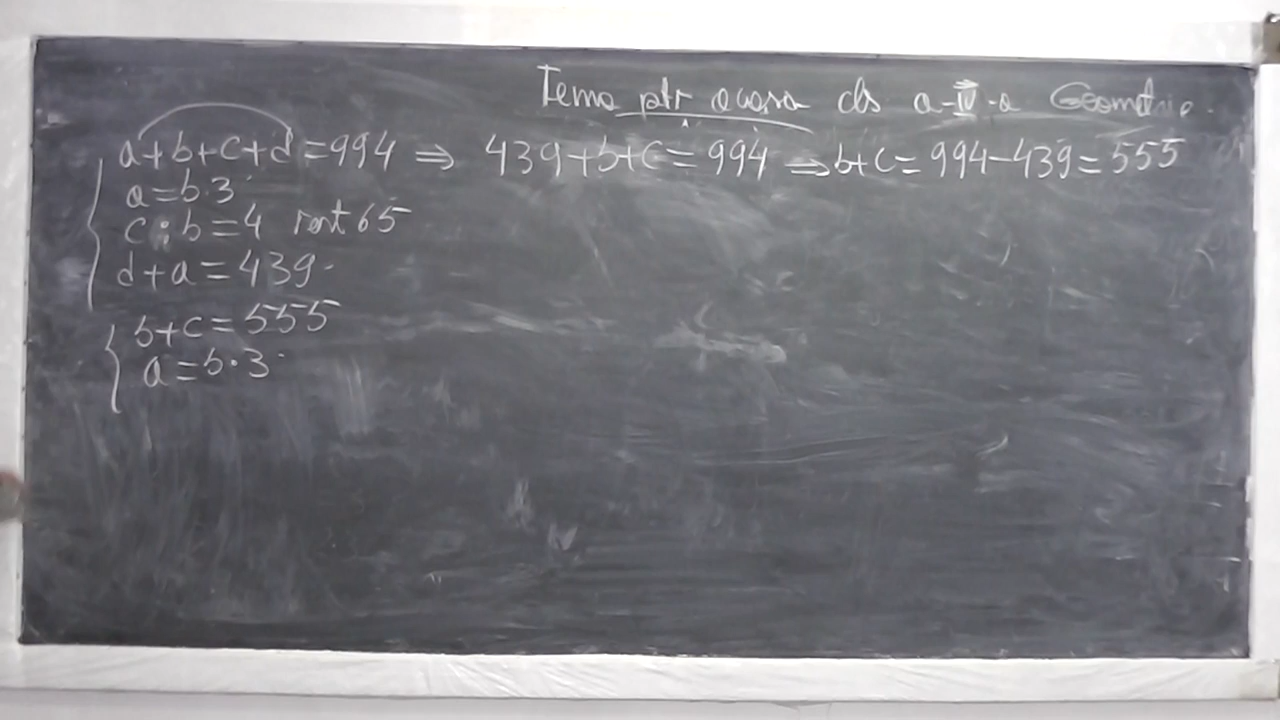 Tema ptr acasa cls a-IV-a Geometrie.
a+b+c+d=994 ⇒ 439+b+c=994 ⇒ b+c=994-439=555
a=b·3
c:b=4 rest 65
d+a=439
b+c=555
a=b·3